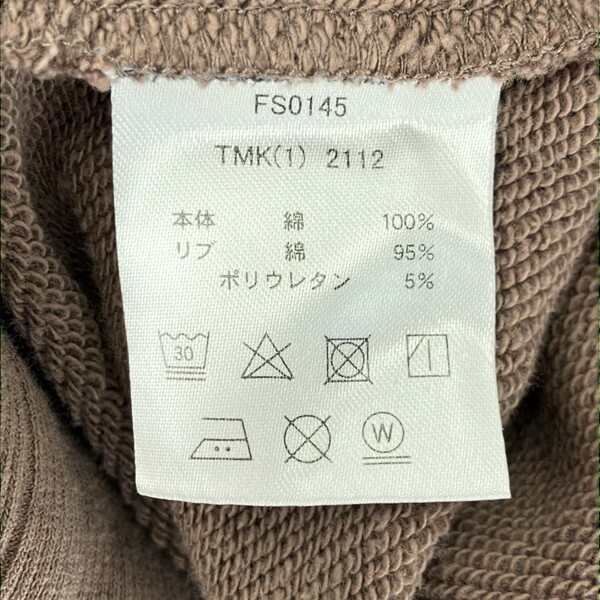 FS0145
TMK(1) 2112
本体 綿 100%
リブ 綿 95%
ポリウレタン 5%
30
W